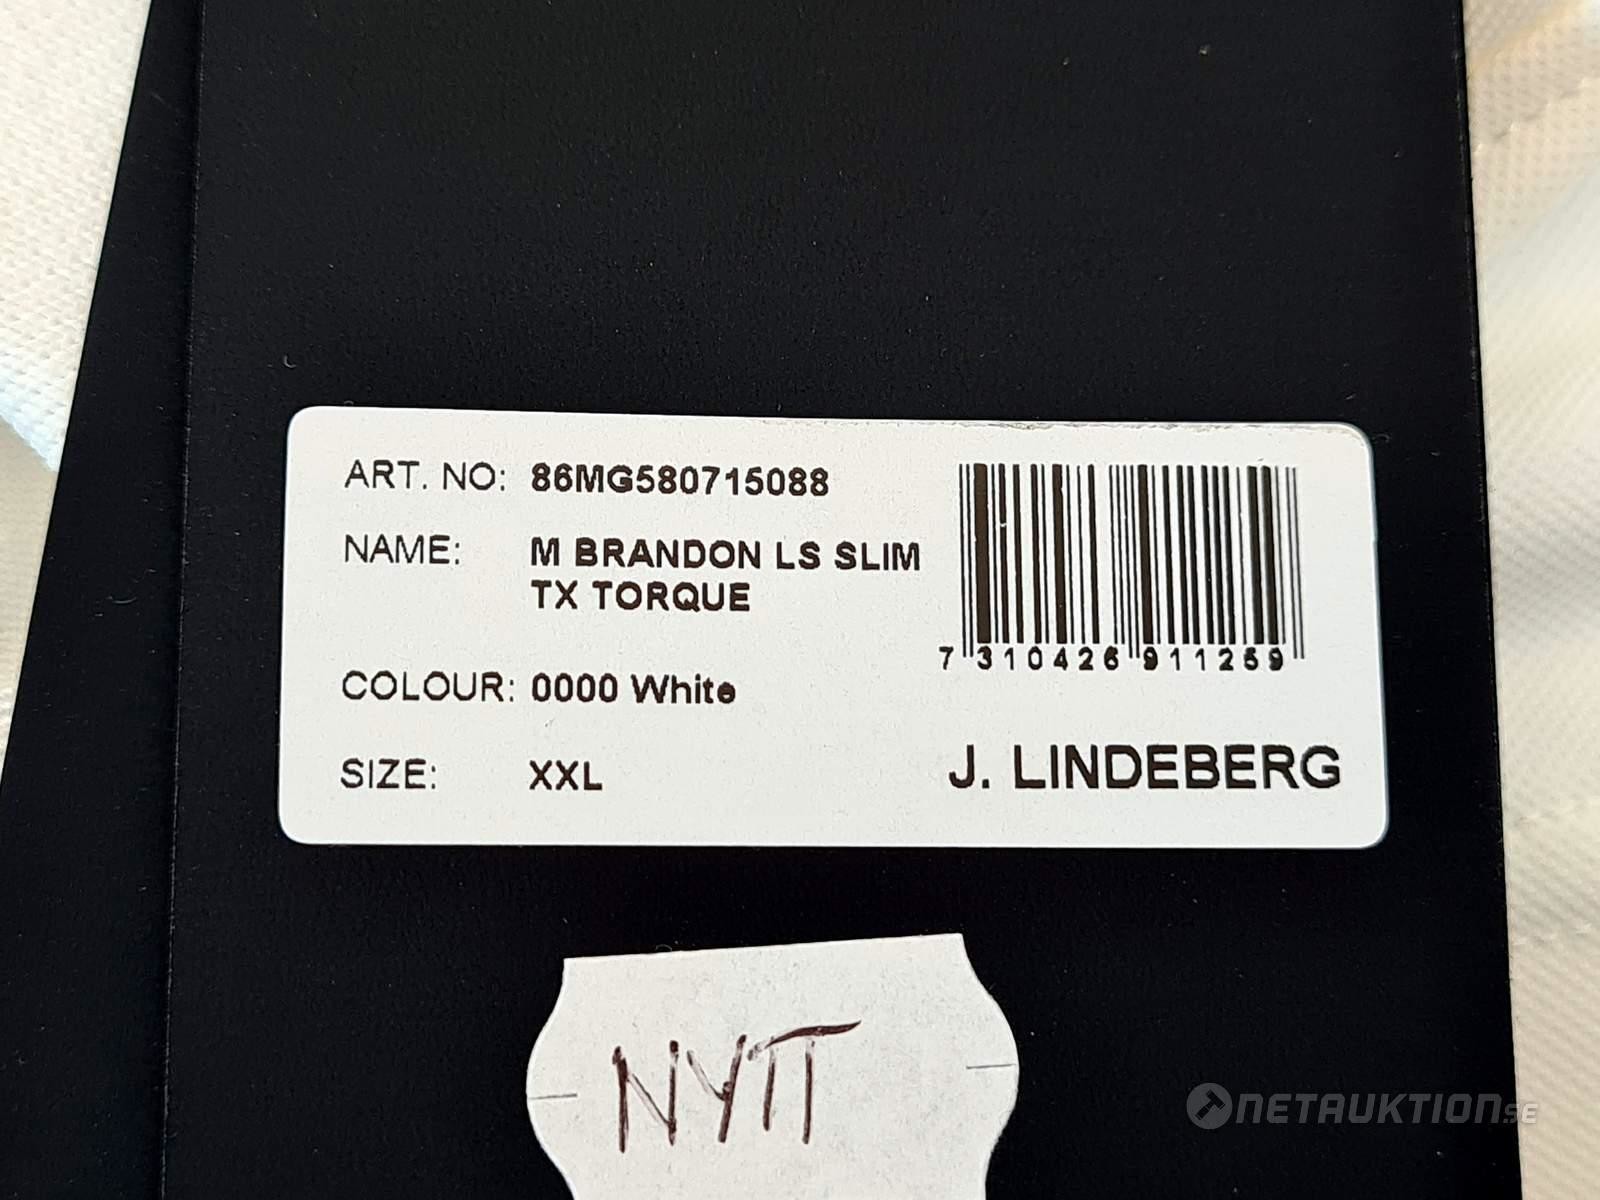 ART. NO: 86MG580715088
NAME: M BRANDON LS SLIM
TX TORQUE
COLOUR: 0000 White
SIZE: XXL
7 310426 911259
J. LINDEBERG
NYTT
NETAUKTION.SE